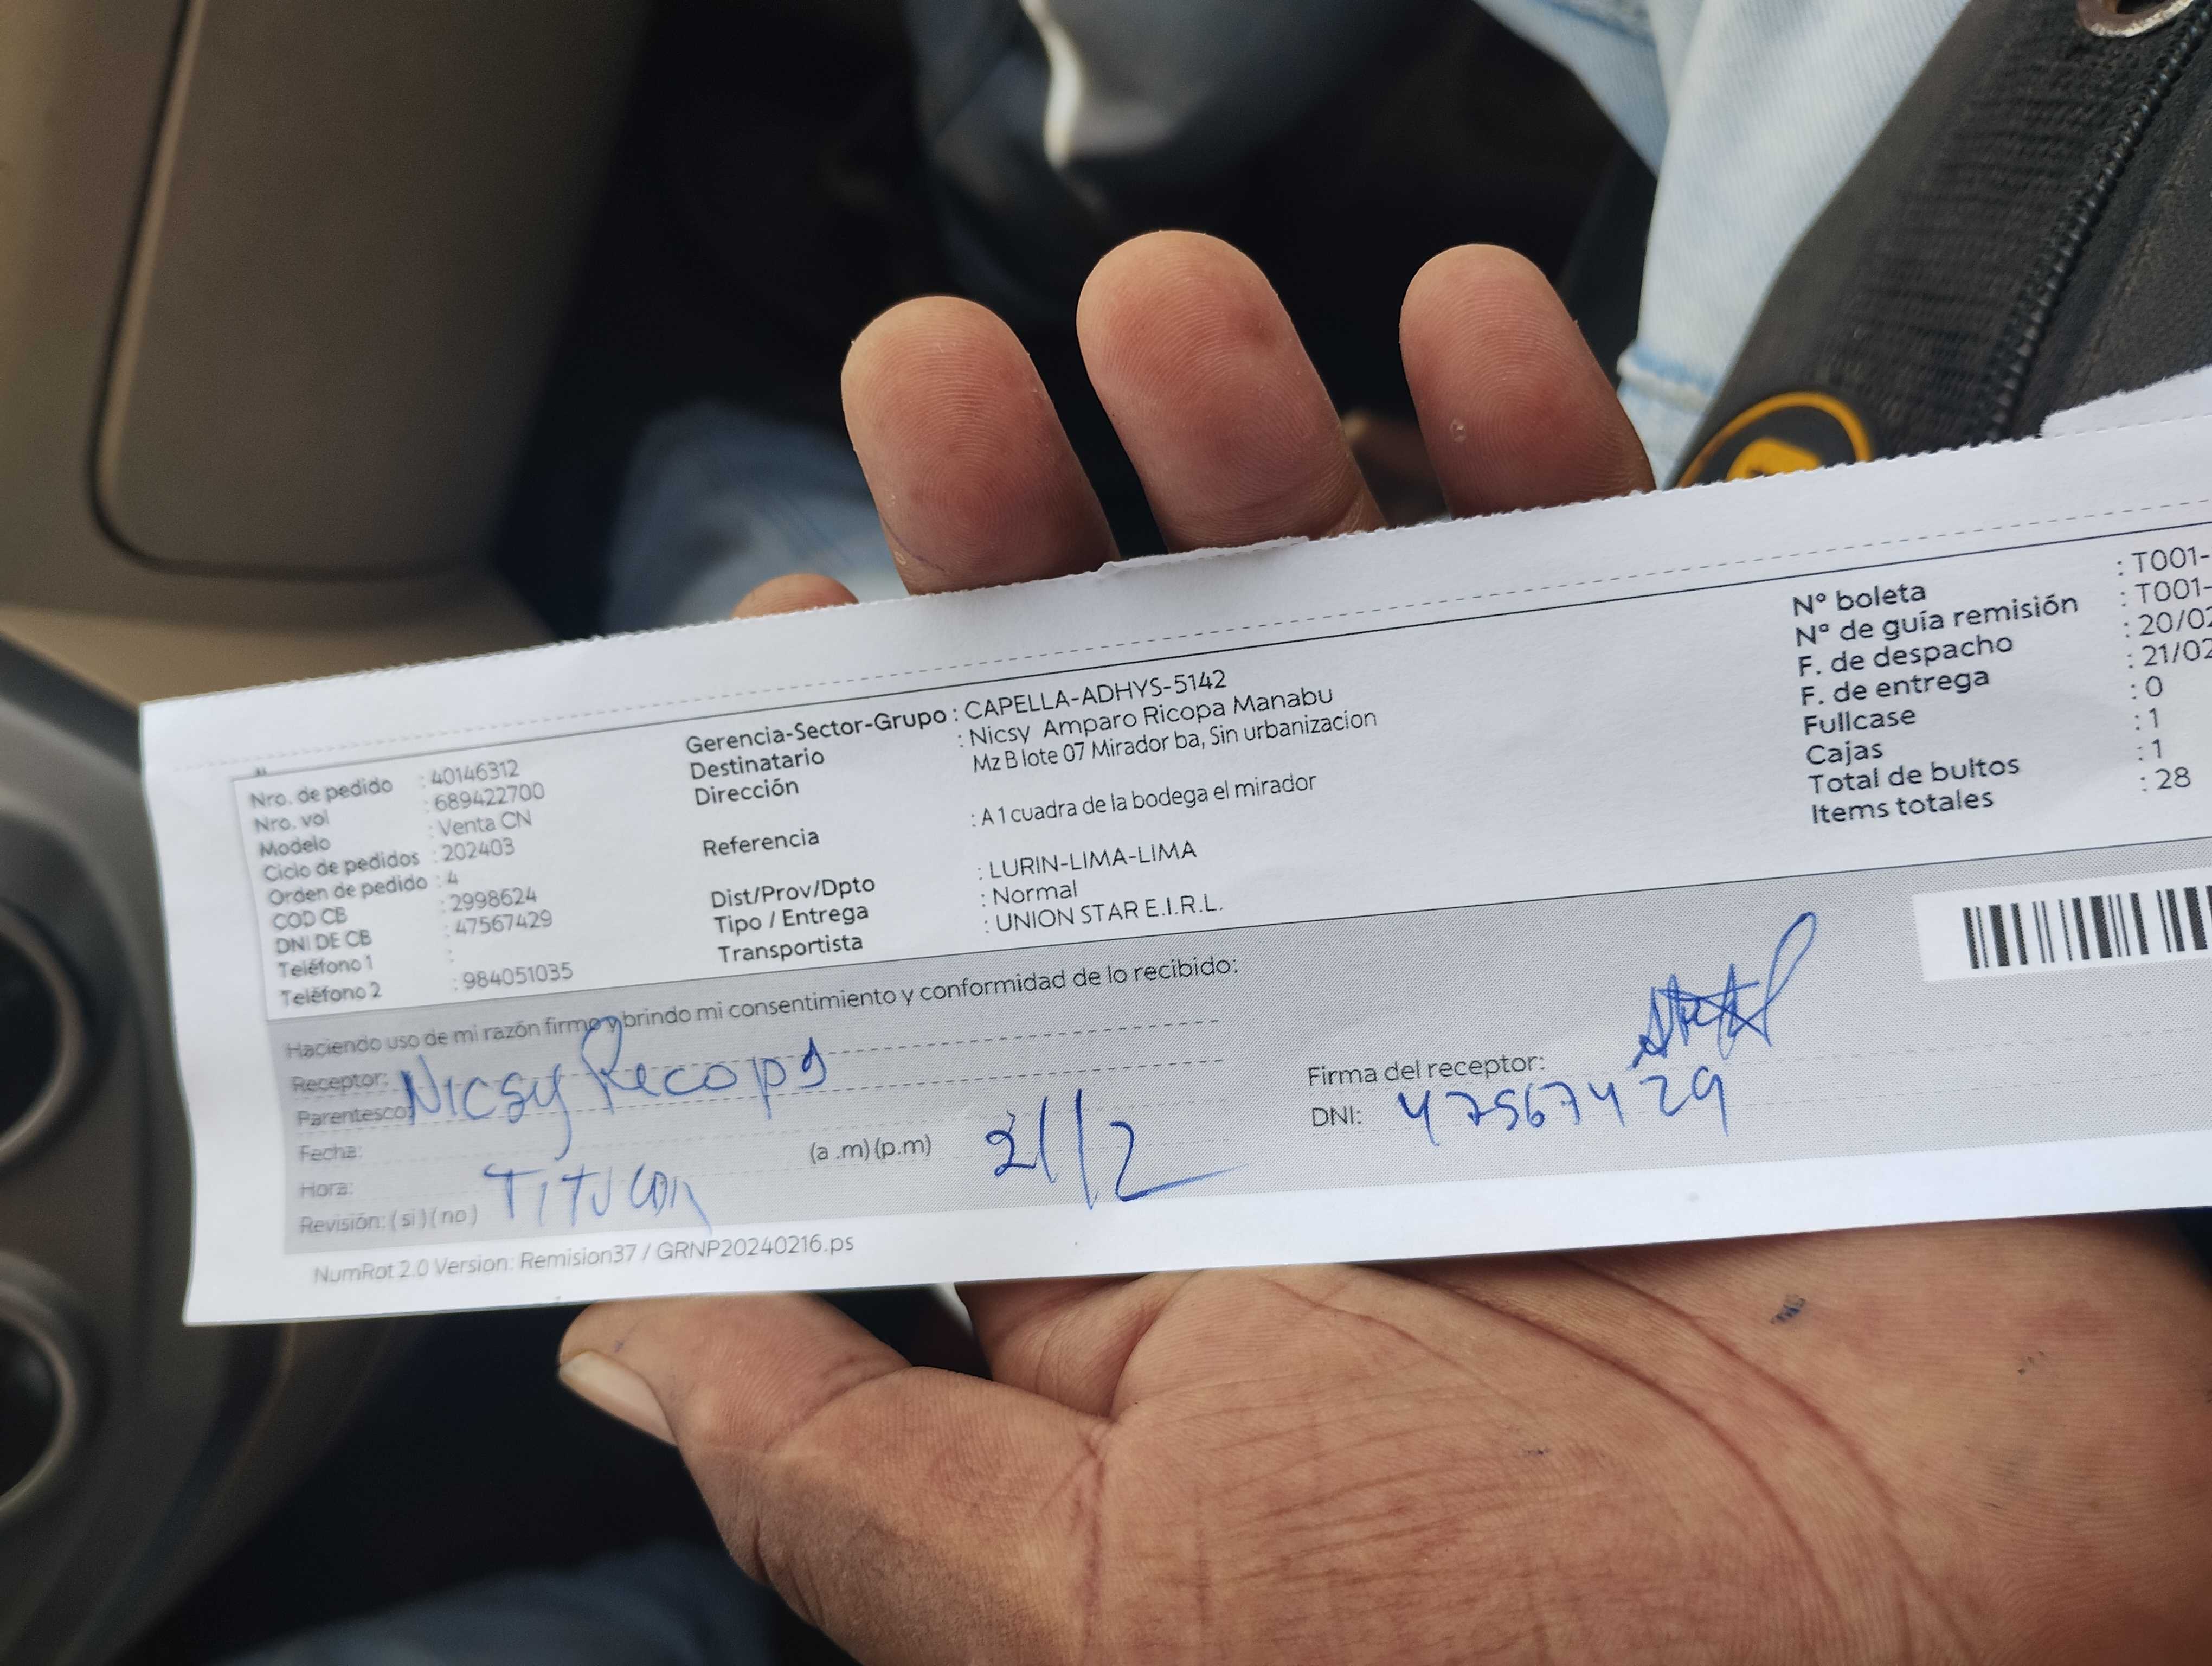 Nro. de pedido : 40146312
Nro. vol : 689422700
Modelo : Venta CN
Ciclo de pedidos : 202403
Orden de pedido : 4
COD CB : 2998624
DNI DE CB : 47567429
Teléfono 1 :
Teléfono 2 : 984051035
Gerencia-Sector-Grupo : CAPELLA-ADHYS-5142
Destinatario : Nicsy Amparo Ricopa Manabu
Dirección Mz B lote 07 Mirador ba, Sin urbanizacion
Referencia : A 1 cuadra de la bodega el mirador
Dist/Prov/Dpto : LURIN-LIMA-LIMA
Tipo / Entrega : Normal
Transportista : UNION STAR E.I.R.L.
N° boleta : T001-
N° de guía remisión : T001-
F. de despacho : 20/02
F. de entrega : 21/02
Fullcase : 0
Cajas : 1
Total de bultos : 1
Items totales : 28
Haciendo uso de mi razón firmo y brindo mi consentimiento y conformidad de lo recibido:
Receptor: Nicsy Recopa
Parentesco:
Fecha:
Hora: (a .m) (p.m) 21/2
Revisión: ( si ) ( no ) TITULAR
Firma del receptor:
DNI: 47567429
NumRot 2.0 Version: Remision37 / GRNP20240216.ps